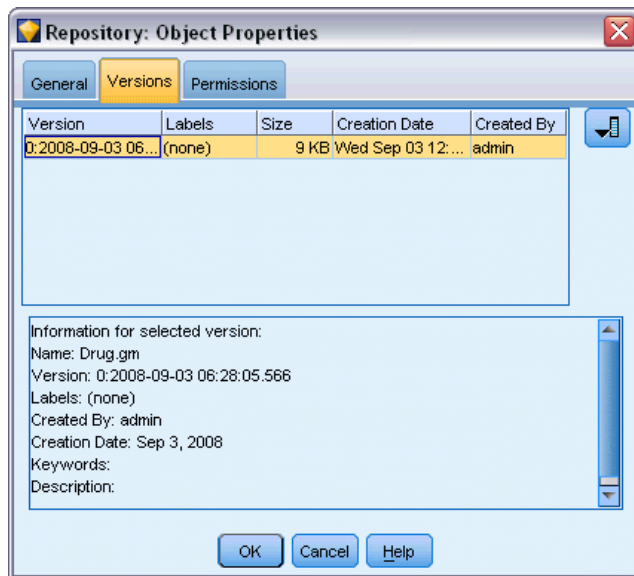 Repository: Object Properties
General Versions Permissions
Version Labels Size Creation Date Created By
0:2008-09-03 06... (none) 9 KB Wed Sep 03 12:... admin
Information for selected version:
Name: Drug.gm
Version: 0:2008-09-03 06:28:05.566
Labels: (none)
Created By: admin
Creation Date: Sep 3, 2008
Keywords:
Description:
OK Cancel Help